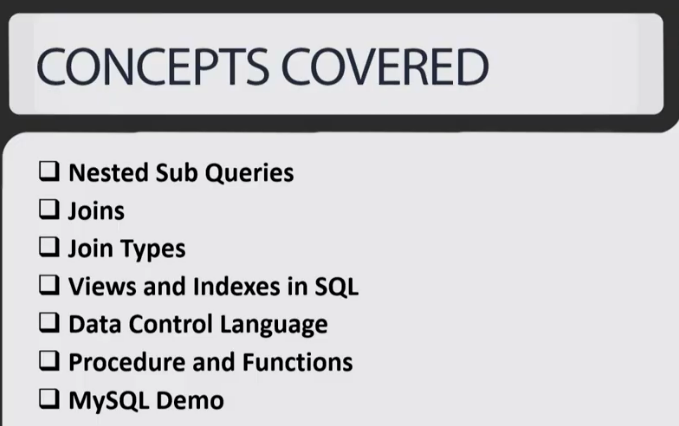 CONCEPTS COVERED
❑ Nested Sub Queries
❑ Joins
❑ Join Types
❑ Views and Indexes in SQL
❑ Data Control Language
❑ Procedure and Functions
❑ MySQL Demo